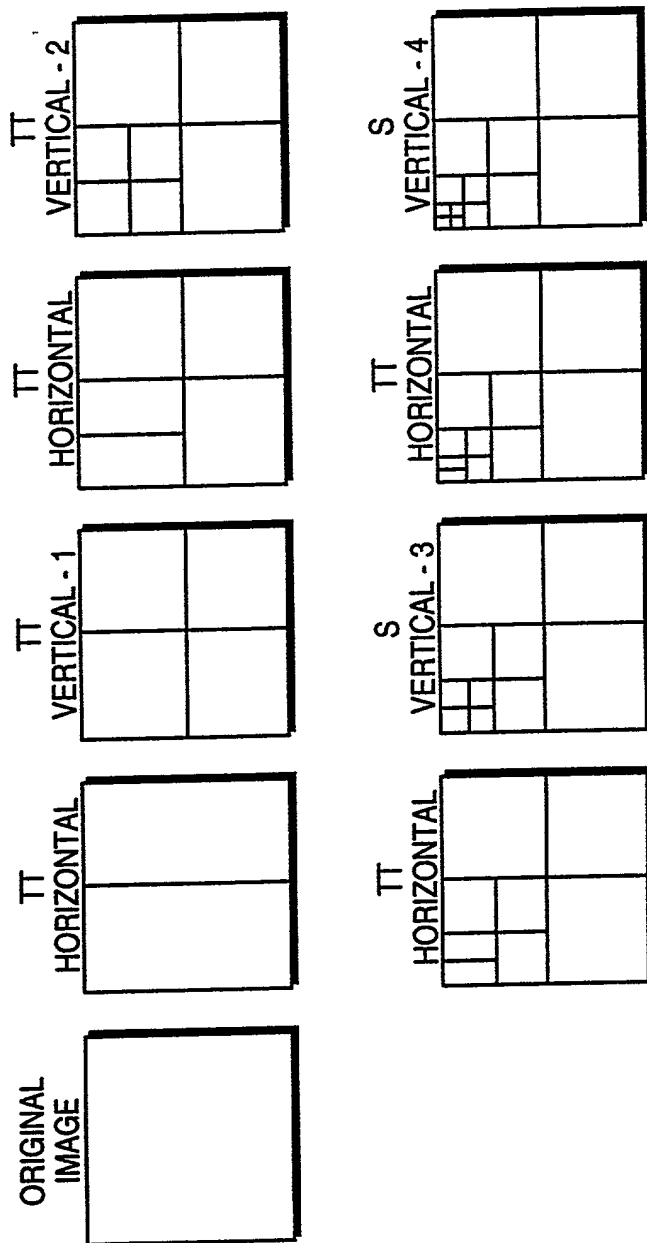 ORIGINAL
IMAGE
TT
HORIZONTAL
TT
VERTICAL - 1
TT
HORIZONTAL
TT
VERTICAL - 2
TT
HORIZONTAL
S
VERTICAL - 3
TT
HORIZONTAL
S
VERTICAL - 4